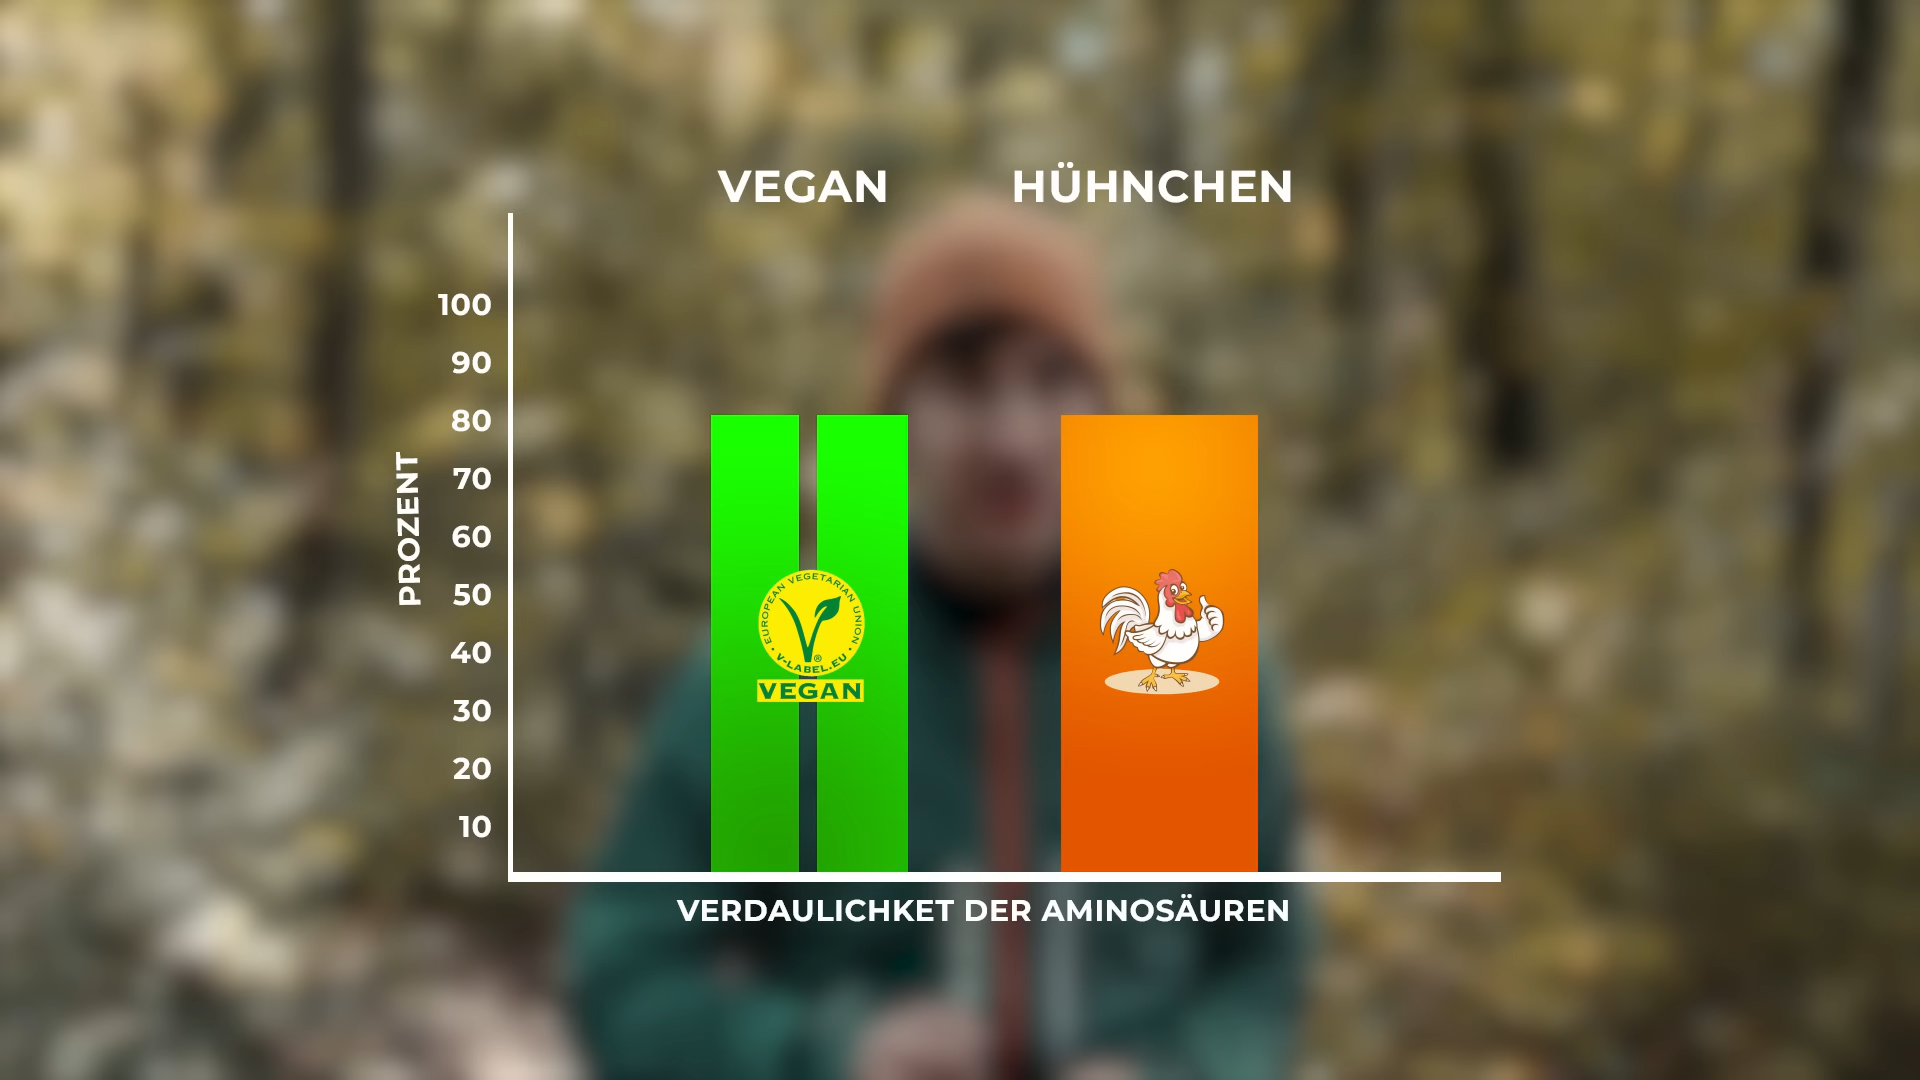 VEGAN
HÜHNCHEN
100
90
80
70
60
50
40
30
20
10
PROZENT
• EUROPEAN VEGETARIAN UNION •
V-LABEL.EU
®
VEGAN
VERDAULICHKET DER AMINOSÄUREN